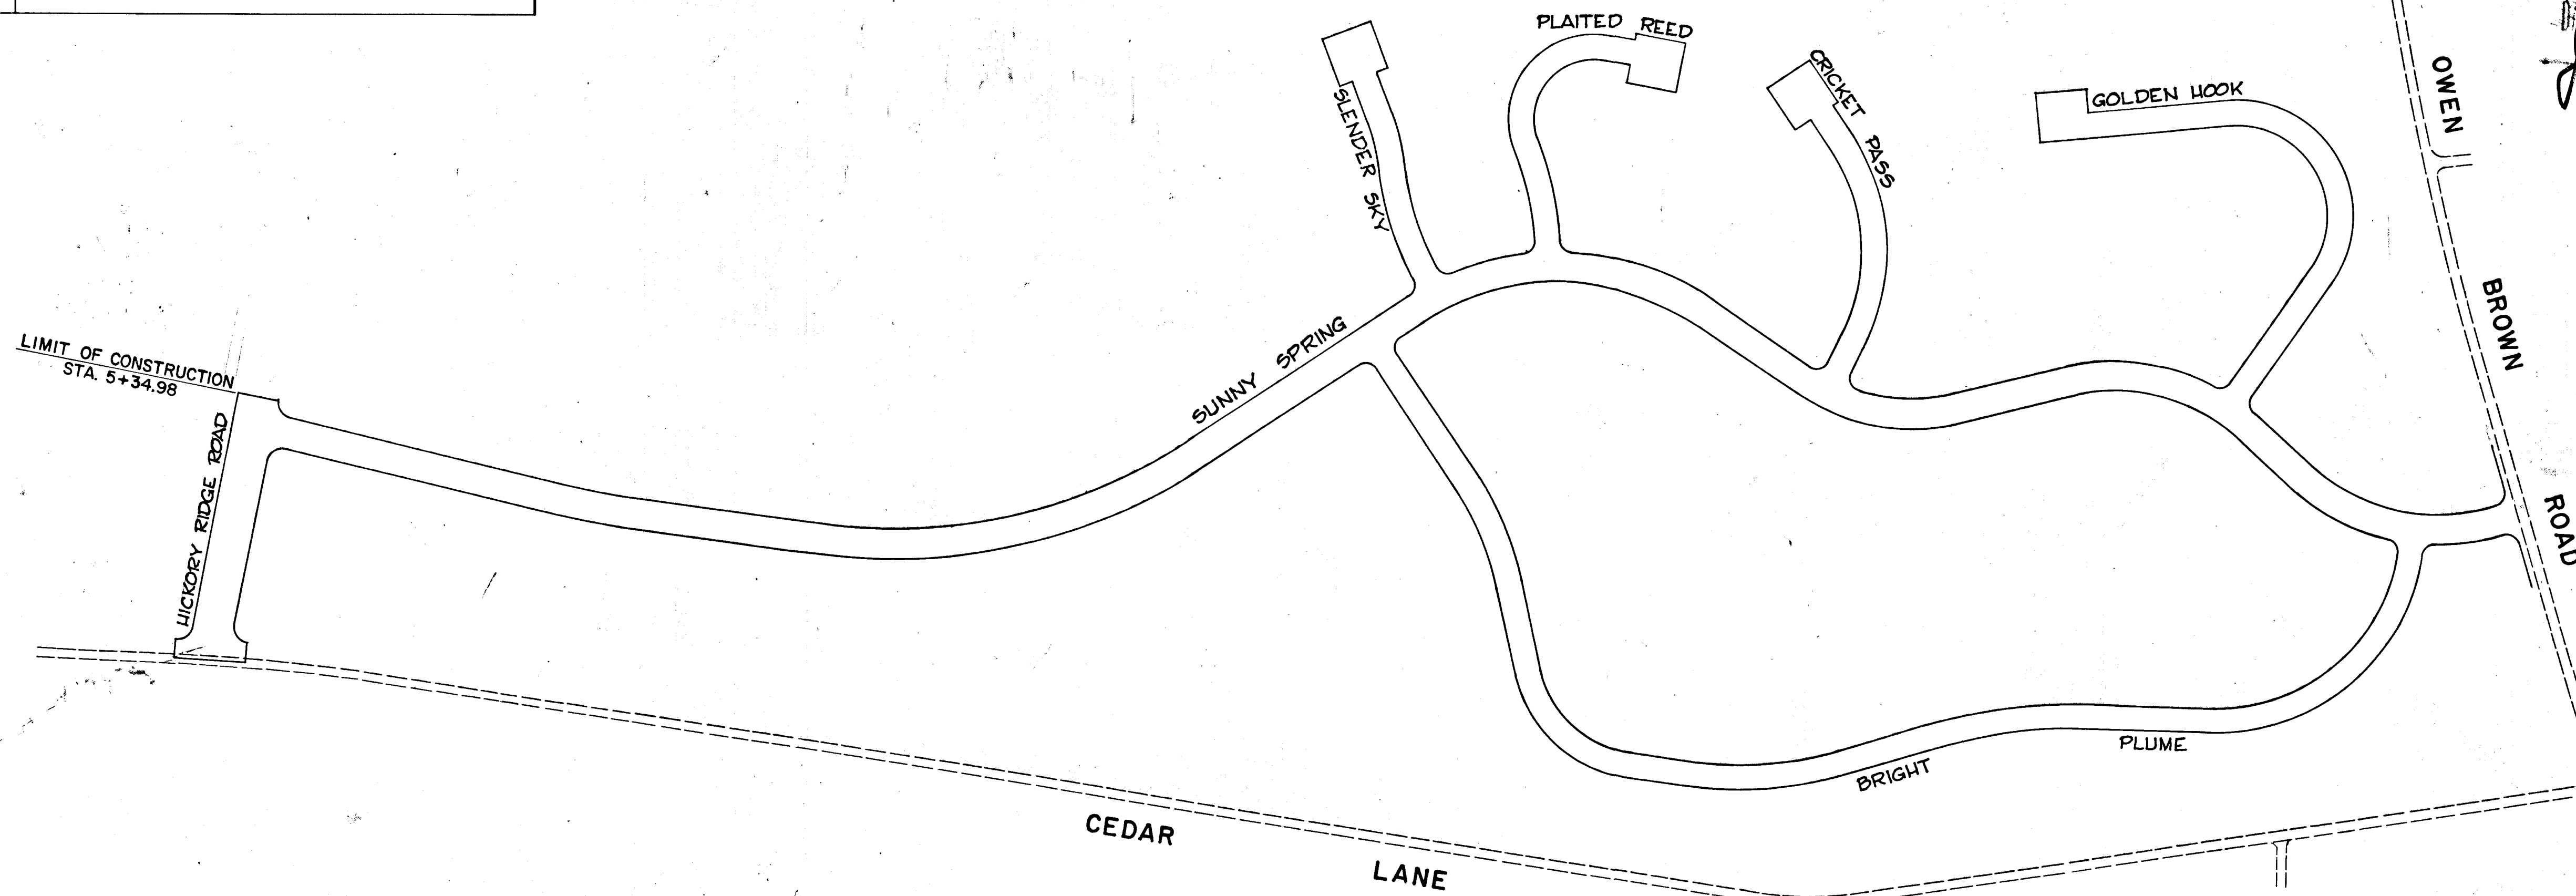 PLAITED REED
SLENDER SKY
CRICKET PASS
GOLDEN HOOK
OWEN BROWN ROAD
SUNNY SPRING
LIMIT OF CONSTRUCTION
STA. 5+34.98
HICKORY RIDGE ROAD
BRIGHT PLUME
CEDAR LANE